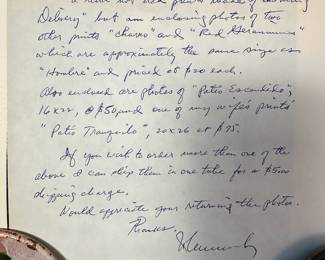 Delivery" but am enclosing photos of two
other prints "Charro" and "Red Geraniums"
which are approximately the same size as
"Hombre" and priced at $20 each.
Also enclosed are photos of "Patio Escondido",
16x22, @ $50, and one of my wife's prints
"Patio Tranquilo", 20x26 at $75.
If you wish to order more than one of the
above I can ship them in one tube for a $5.00
shipping charge.
Would appreciate your returning the photos.
Thanks.